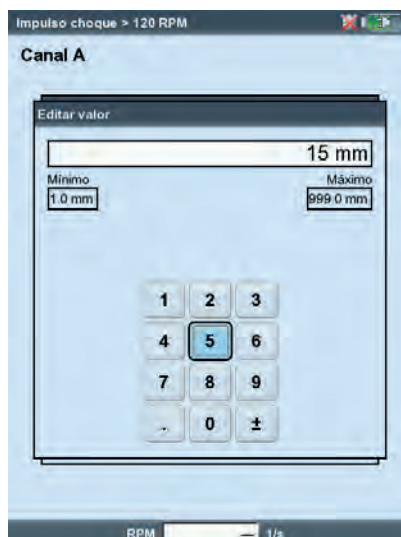 Impulso choque > 120 RPM
Canal A
Editar valor
15 mm
Mínimo Máximo
1.0 mm 999.0 mm
1 2 3
4 5 6
7 8 9
. 0 ±
RPM 1/s